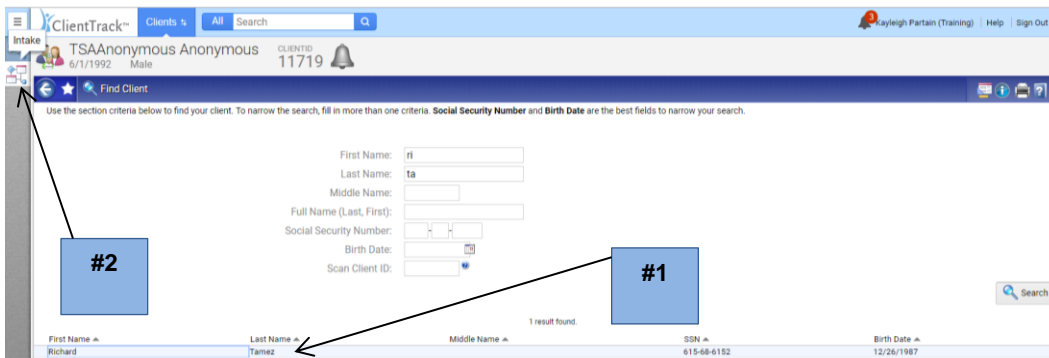 ClientTrack™ Clients All Search 3 Kayleigh Partain (Training) Help Sign Out
Intake
TSAAnonymous Anonymous CLIENTID 11719
6/1/1992 Male
Find Client
Use the section criteria below to find your client. To narrow the search, fill in more than one criteria. Social Security Number and Birth Date are the best fields to narrow your search.
First Name: ri
Last Name: ta
Middle Name:
Full Name (Last, First):
Social Security Number: - -
Birth Date:
Scan Client ID:
#2
#1
Search
1 result found.
First Name Last Name Middle Name SSN Birth Date
Richard Tamez 615-68-6152 12/26/1987